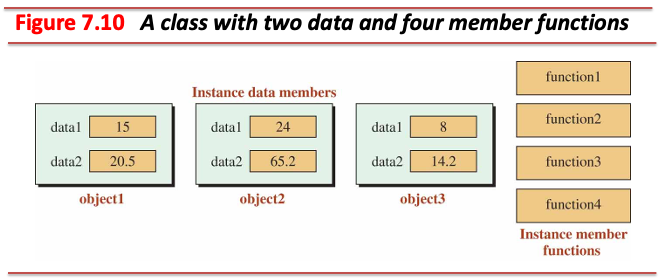 Figure 7.10 A class with two data and four member functions
Instance data members
data1 15
data2 20.5
object1
data1 24
data2 65.2
object2
data1 8
data2 14.2
object3
function1
function2
function3
function4
Instance member
functions